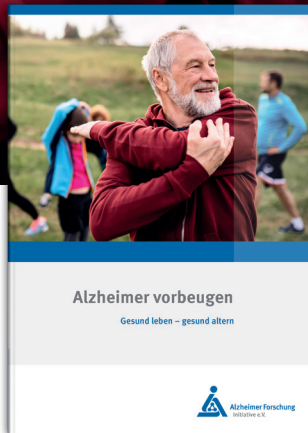 Alzheimer vorbeugen
Gesund leben – gesund altern
Alzheimer Forschung
Initiative e.V.